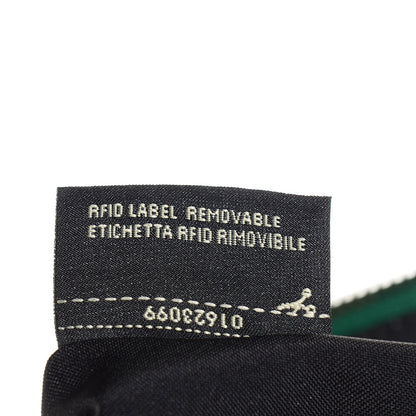 RFID LABEL REMOVABLE
ETICHETTA RFID RIMOVIBILE
01623099